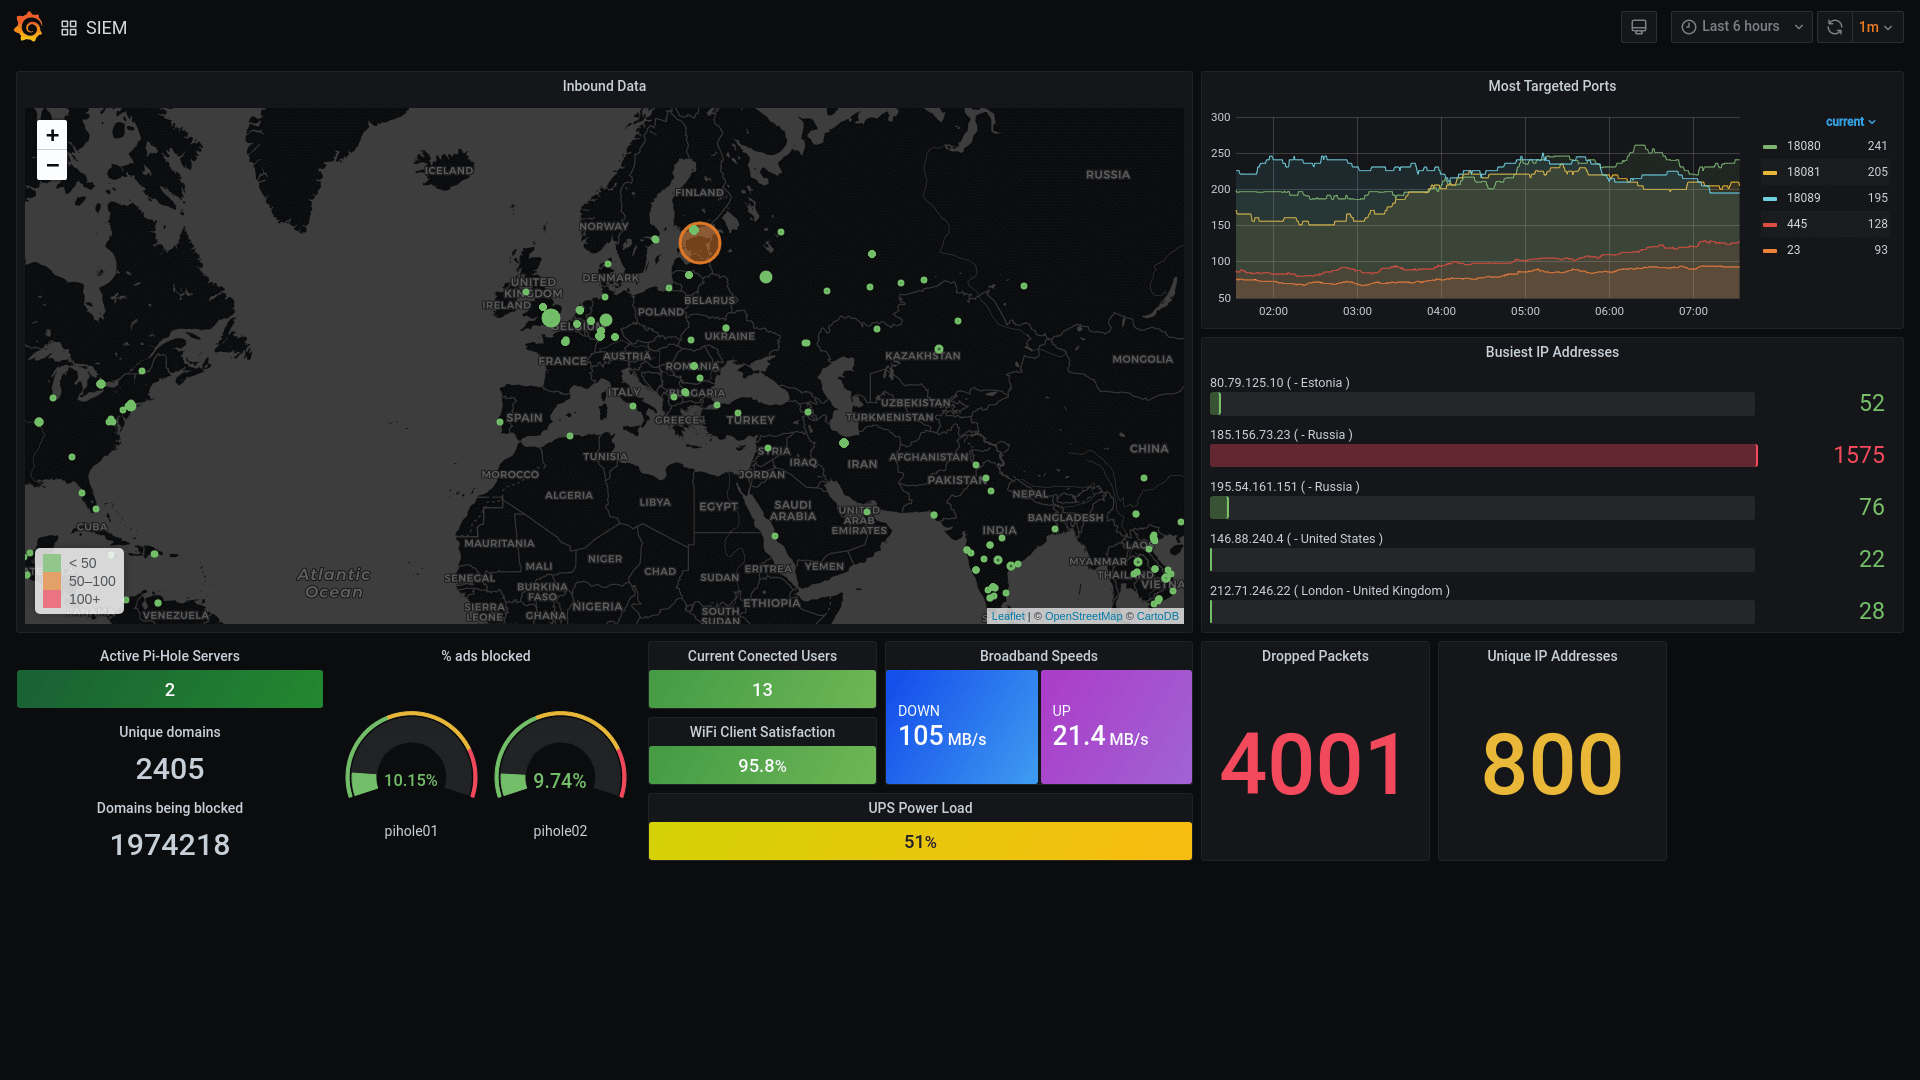 SIEM
Last 6 hours
1m
Inbound Data
+
−
ICELAND
RUSSIA
FINLAND
NORWAY
DENMARK
UNITED
KINGDOM
IRELAND
BELARUS
POLAND
BELGIUM
UKRAINE
FRANCE
AUSTRIA
KAZAKHSTAN
MONGOLIA
ROMANIA
ITALY
BULGARIA
UZBEKISTAN
SPAIN
GREECE
TURKEY
TURKMENISTAN
CHINA
TUNISIA
SYRIA
IRAQ
IRAN
AFGHANISTAN
MOROCCO
JORDAN
PAKISTAN
ALGERIA
LIBYA
EGYPT
SAUDI
ARABIA
NEPAL
UNITED
ARAB
EMIRATES
BANGLADESH
INDIA
CUBA
MAURITANIA
LAOS
NIGER
MALI
CHAD
SUDAN
ERITREA
YEMEN
MYANMAR
THAILAND
Atlantic
Ocean
SENEGAL
BURKINA
FASO
VIETNA
NIGERIA
ETHIOPIA
SIERRA
LEONE
GHANA
SOUTH
SUDAN
PANAMA
VENEZUELA
< 50
50–100
100+
Leaflet | © OpenStreetMap © CartoDB
Most Targeted Ports
300
250
200
150
100
50
02:00
03:00
04:00
05:00
06:00
07:00
current
18080 241
18081 205
18089 195
445 128
23 93
Busiest IP Addresses
80.79.125.10 ( - Estonia )
52
185.156.73.23 ( - Russia )
1575
195.54.161.151 ( - Russia )
76
146.88.240.4 ( - United States )
22
212.71.246.22 ( London - United Kingdom )
28
Active Pi-Hole Servers
2
Unique domains
2405
Domains being blocked
1974218
% ads blocked
10.15%
pihole01
9.74%
pihole02
Current Conected Users
13
WiFi Client Satisfaction
95.8%
Broadband Speeds
DOWN
105 MB/s
UP
21.4 MB/s
UPS Power Load
51%
Dropped Packets
4001
Unique IP Addresses
800